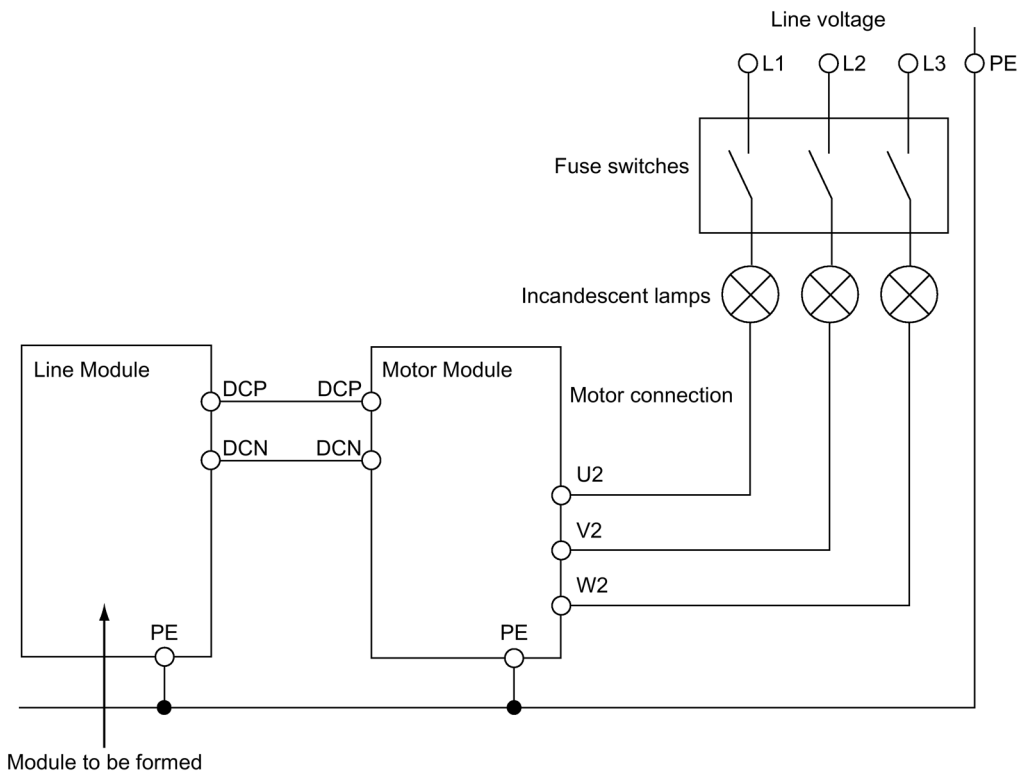 Line voltage
L1
L2
L3
PE
Fuse switches
Incandescent lamps
Line Module
Motor Module
DCP
DCP
Motor connection
DCN
DCN
U2
V2
W2
PE
PE
Module to be formed